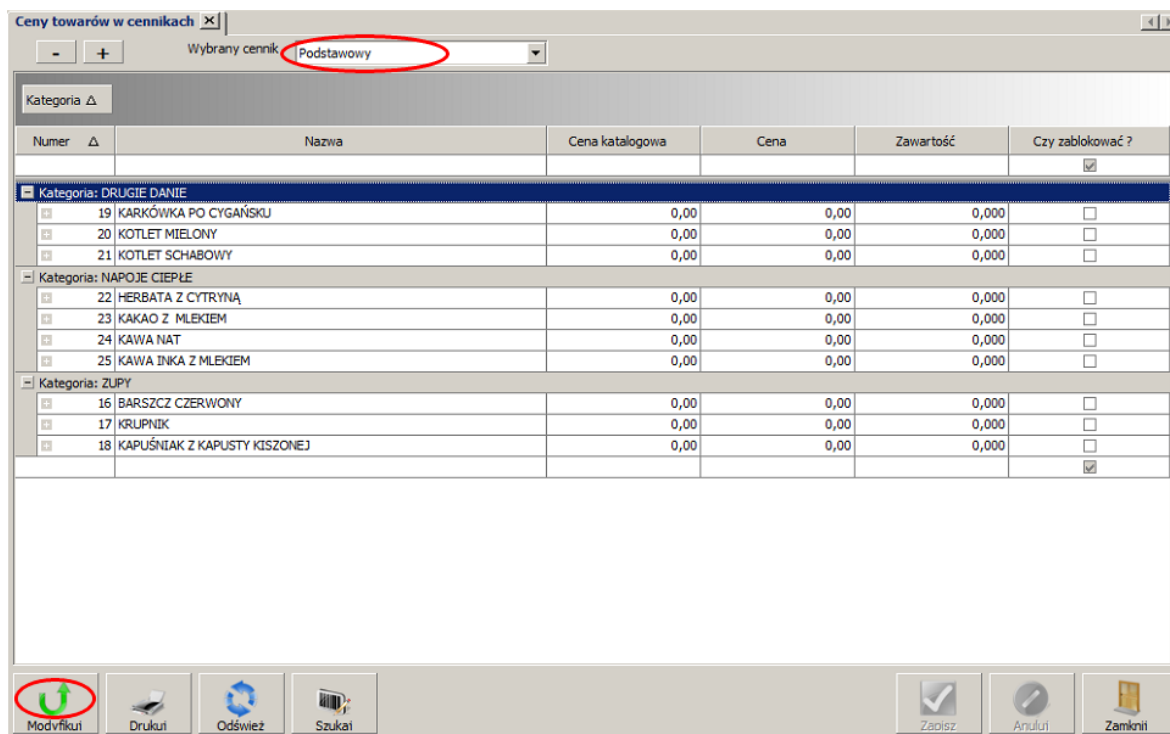 Ceny towarów w cennikach
- + Wybrany cennik Podstawowy
Kategoria
Numer Nazwa Cena katalogowa Cena Zawartość Czy zablokować ?
Kategoria: DRUGIE DANIE
19 KARKÓWKA PO CYGAŃSKU 0,00 0,00 0,000
20 KOTLET MIELONY 0,00 0,00 0,000
21 KOTLET SCHABOWY 0,00 0,00 0,000
Kategoria: NAPOJE CIEPŁE
22 HERBATA Z CYTRYNĄ 0,00 0,00 0,000
23 KAKAO Z MLEKIEM 0,00 0,00 0,000
24 KAWA NAT 0,00 0,00 0,000
25 KAWA INKA Z MLEKIEM 0,00 0,00 0,000
Kategoria: ZUPY
16 BARSZCZ CZERWONY 0,00 0,00 0,000
17 KRUPNIK 0,00 0,00 0,000
18 KAPUŚNIAK Z KAPUSTY KISZONEJ 0,00 0,00 0,000
Modyfikuj Drukuj Odśwież Szukaj Zapisz Anuluj Zamknij